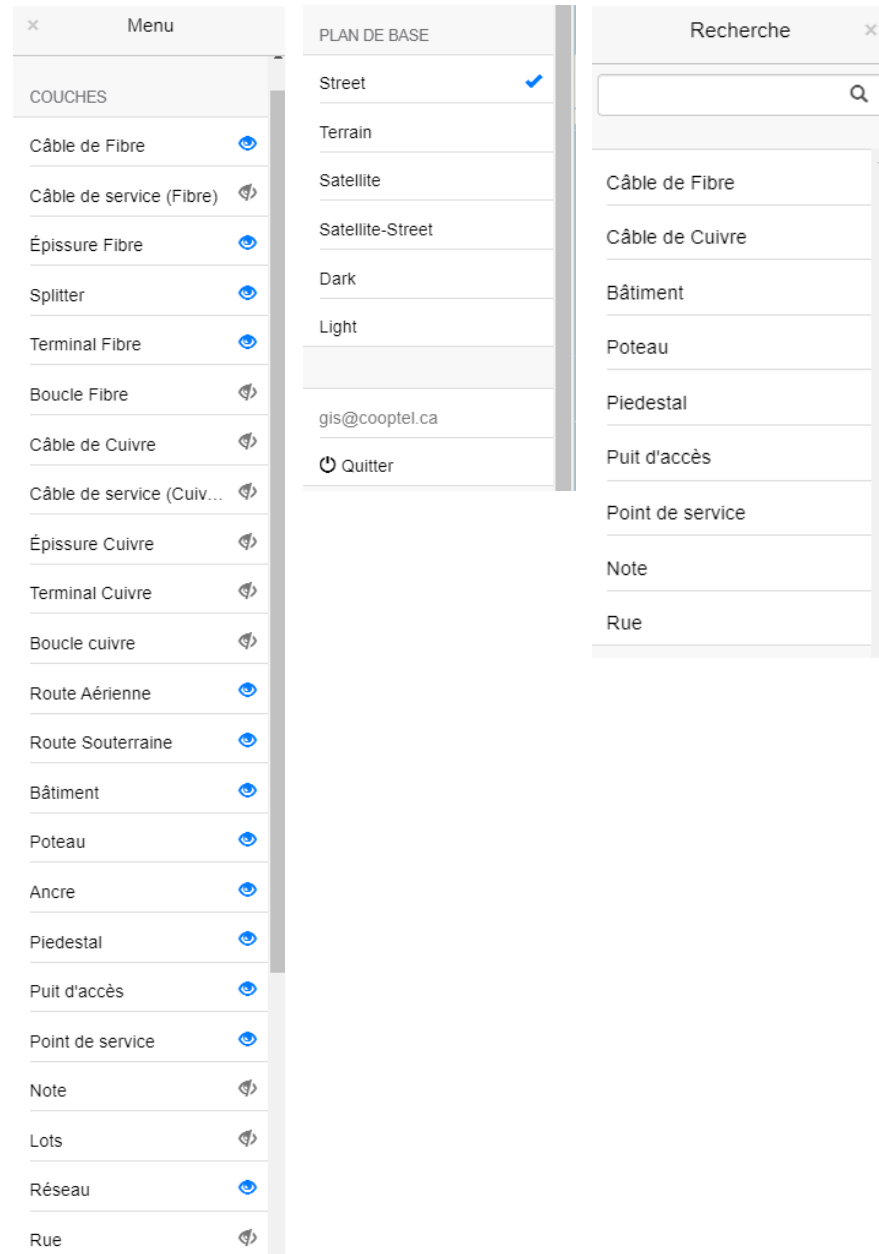 × Menu
COUCHES
Câble de Fibre
Câble de service (Fibre)
Épissure Fibre
Splitter
Terminal Fibre
Boucle Fibre
Câble de Cuivre
Câble de service (Cuiv...
Épissure Cuivre
Terminal Cuivre
Boucle cuivre
Route Aérienne
Route Souterraine
Bâtiment
Poteau
Ancre
Piedestal
Puit d'accès
Point de service
Note
Lots
Réseau
Rue
PLAN DE BASE
Street
Terrain
Satellite
Satellite-Street
Dark
Light
gis@cooptel.ca
Quitter
Recherche ×
Câble de Fibre
Câble de Cuivre
Bâtiment
Poteau
Piedestal
Puit d'accès
Point de service
Note
Rue